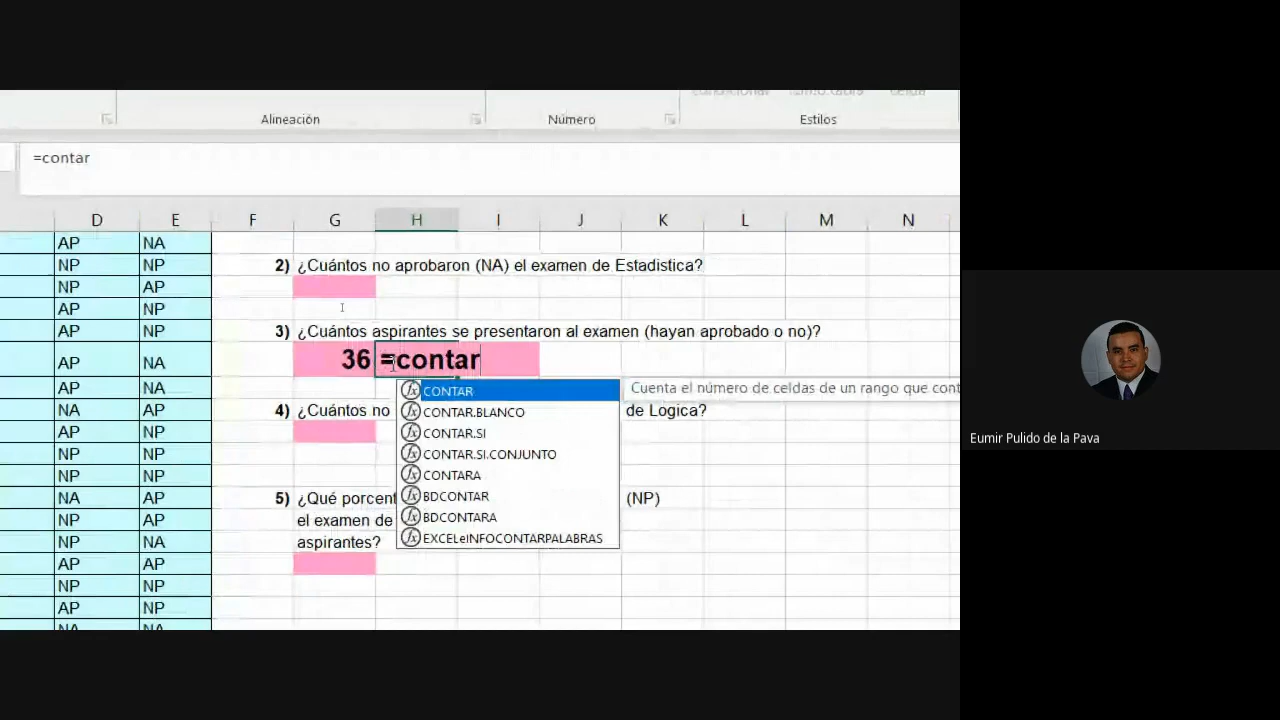 condicional
celda
Alineación
Número
Estilos
=contar
D E F G H I J K L M N
AP NA
NP NP 2) ¿Cuántos no aprobaron (NA) el examen de Estadistica?
NP AP
AP NP
AP NP 3) ¿Cuántos aspirantes se presentaron al examen (hayan aprobado o no)?
AP NA 36 =contar
AP NA CONTAR Cuenta el número de celdas de un rango que cont
NA AP 4) ¿Cuántos no CONTAR.BLANCO de Logica?
AP NP CONTAR.SI
NP NP CONTAR.SI.CONJUNTO
NP NP CONTARA
NA AP 5) ¿Qué porcent BDCONTAR (NP)
NP AP el examen de BDCONTARA
NP NA aspirantes? EXCELeINFOCONTARPALABRAS
AP AP
NP NP
AP NP
NA NA
Eumir Pulido de la Pava